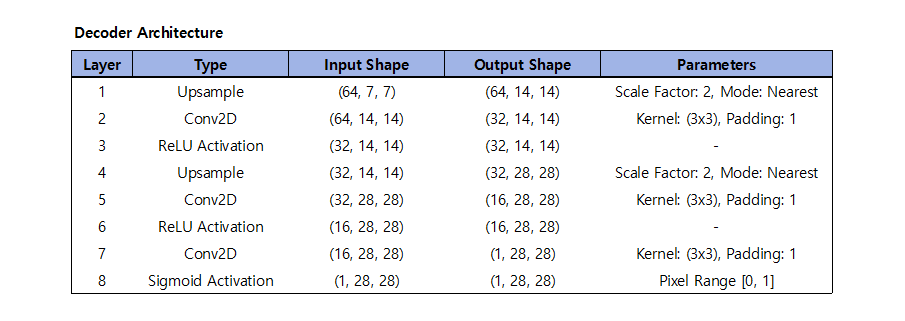 Decoder Architecture
Layer Type Input Shape Output Shape Parameters
1 Upsample (64, 7, 7) (64, 14, 14) Scale Factor: 2, Mode: Nearest
2 Conv2D (64, 14, 14) (32, 14, 14) Kernel: (3x3), Padding: 1
3 ReLU Activation (32, 14, 14) (32, 14, 14) -
4 Upsample (32, 14, 14) (32, 28, 28) Scale Factor: 2, Mode: Nearest
5 Conv2D (32, 28, 28) (16, 28, 28) Kernel: (3x3), Padding: 1
6 ReLU Activation (16, 28, 28) (16, 28, 28) -
7 Conv2D (16, 28, 28) (1, 28, 28) Kernel: (3x3), Padding: 1
8 Sigmoid Activation (1, 28, 28) (1, 28, 28) Pixel Range [0, 1]